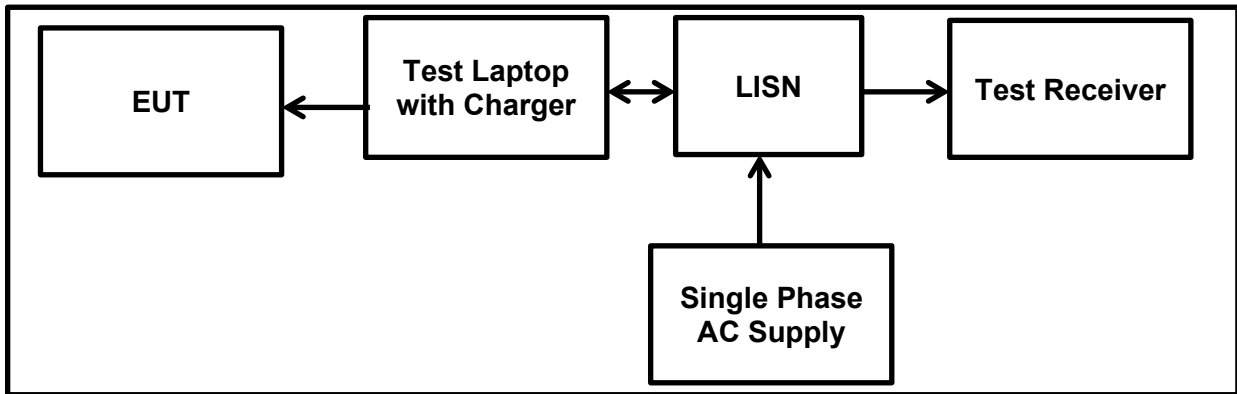 EUT
Test Laptop
with Charger
LISN
Test Receiver
Single Phase
AC Supply